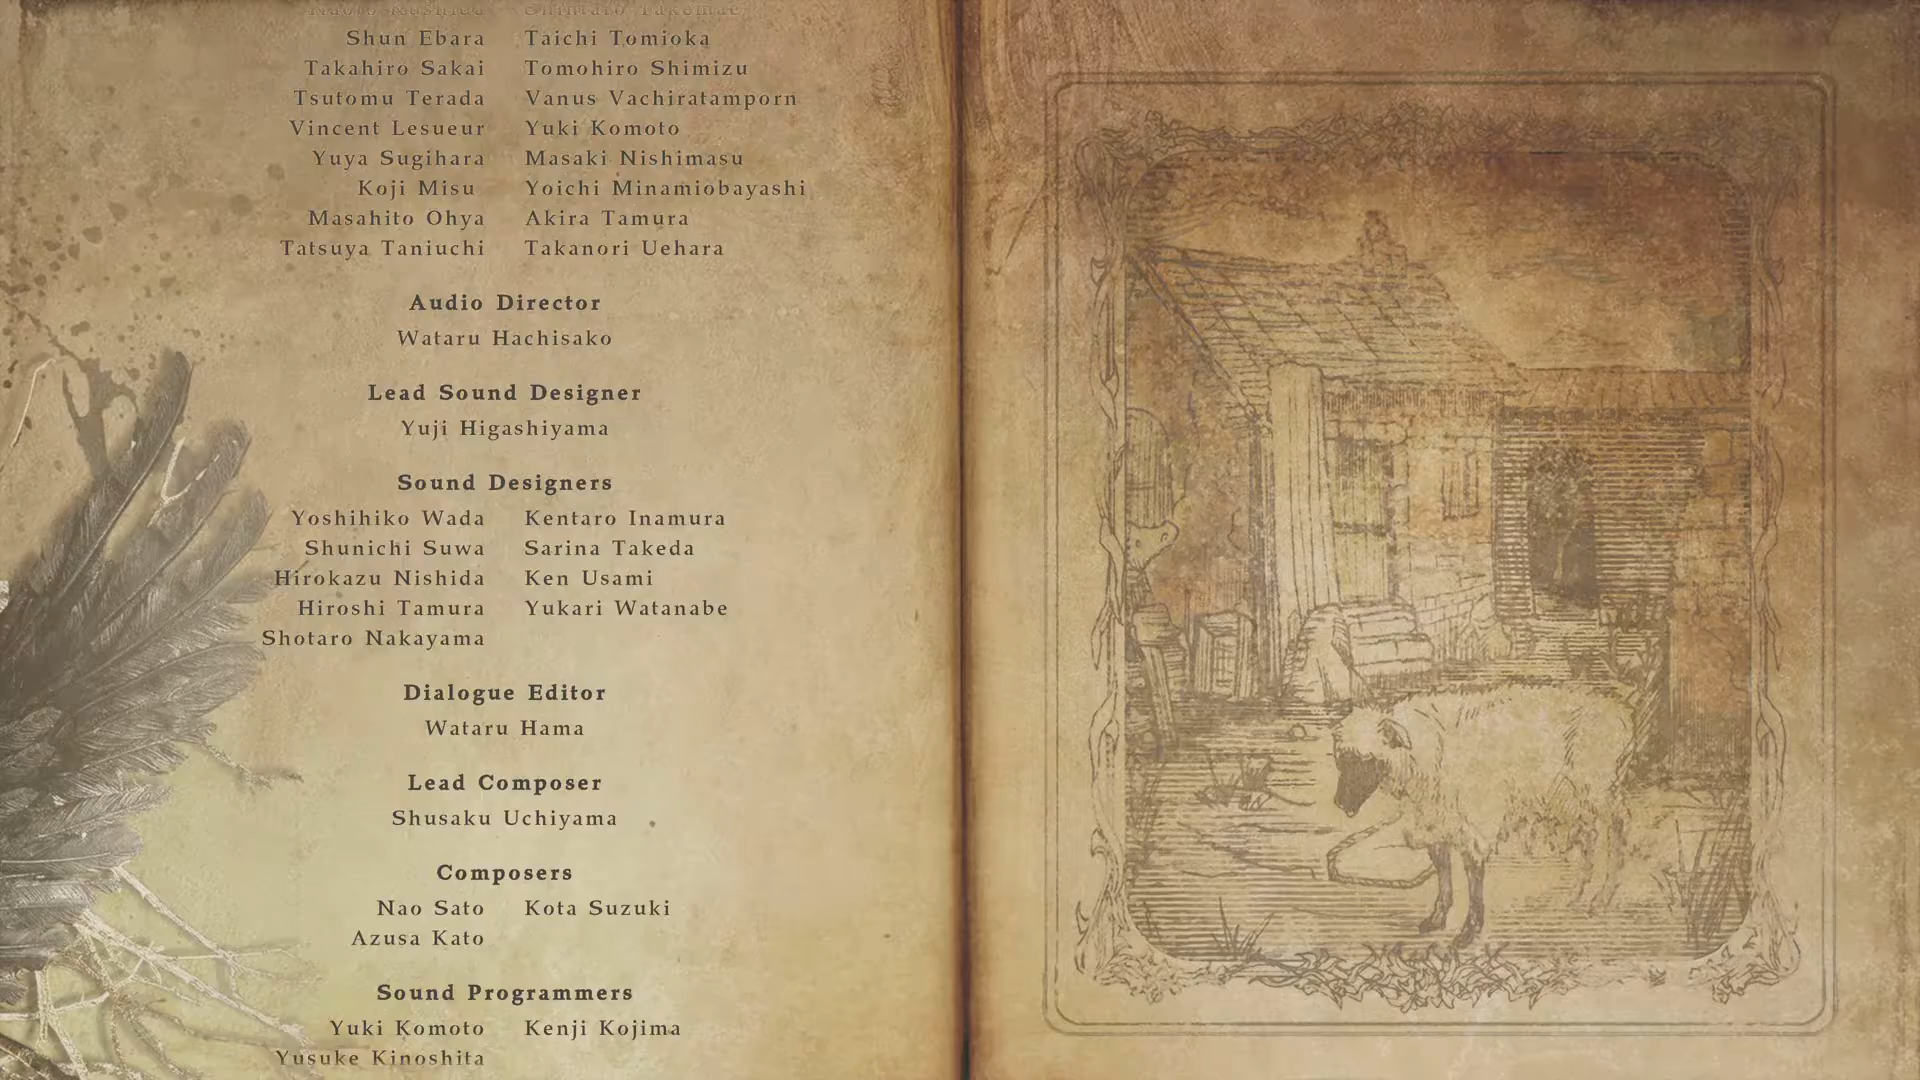 Shun Ebara Taichi Tomioka
Takahiro Sakai Tomohiro Shimizu
Tsutomu Terada Vanus Vachiratamporn
Vincent Lesueur Yuki Komoto
Yuya Sugihara Masaki Nishimasu
Koji Misu Yoichi Minamiobayashi
Masahito Ohya Akira Tamura
Tatsuya Taniuchi Takanori Uehara
Audio Director
Wataru Hachisako
Lead Sound Designer
Yuji Higashiyama
Sound Designers
Yoshihiko Wada Kentaro Inamura
Shunichi Suwa Sarina Takeda
Hirokazu Nishida Ken Usami
Hiroshi Tamura Yukari Watanabe
Shotaro Nakayama
Dialogue Editor
Wataru Hama
Lead Composer
Shusaku Uchiyama
Composers
Nao Sato Kota Suzuki
Azusa Kato
Sound Programmers
Yuki Komoto Kenji Kojima
Yusuke Kinoshita